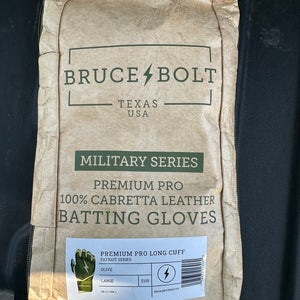 BRUCE BOLT
TEXAS
USA
MILITARY SERIES
PREMIUM PRO
100% CABRETTA LEATHER
BATTING GLOVES
PREMIUM PRO LONG CUFF
PATRIOT SERIES
OLIVE
LARGE